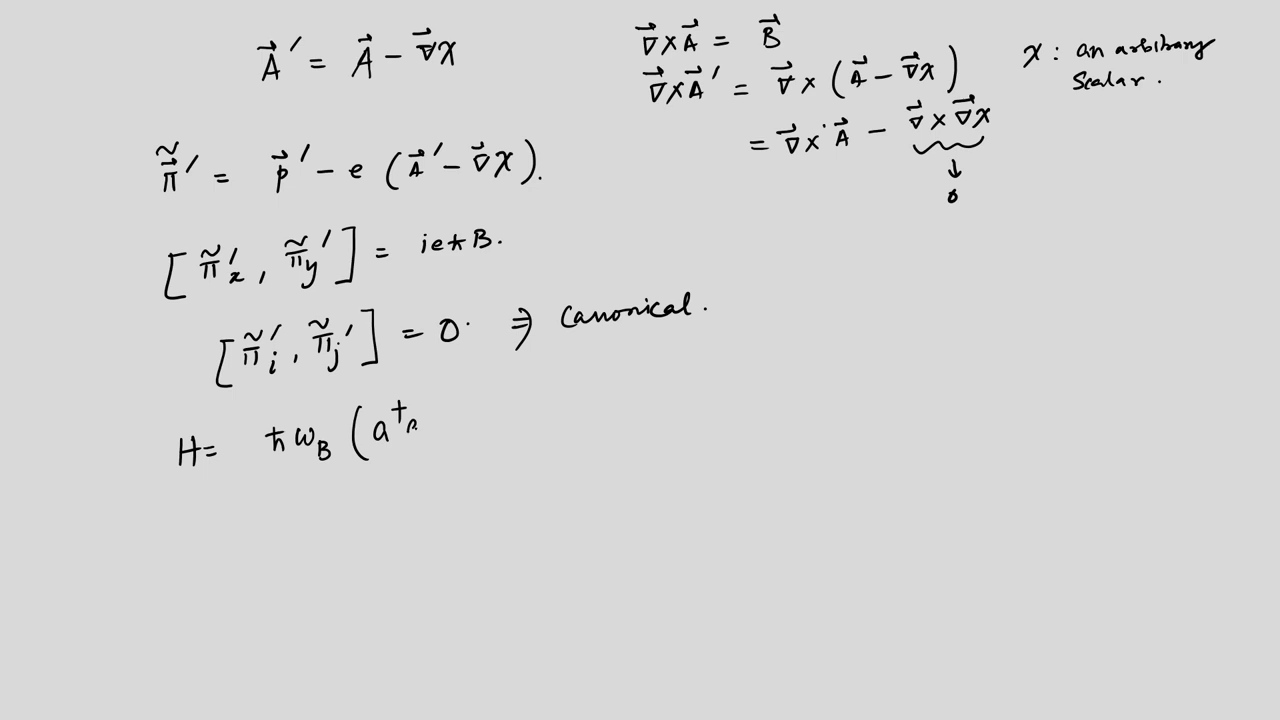 A⃗′ = A⃗ − ∇⃗χ
∇⃗×A⃗ = B⃗
∇⃗×A⃗′ = ∇⃗×(A⃗ − ∇⃗χ)
= ∇⃗×A⃗ − ∇⃗×∇⃗χ
↓
0
χ : an arbitrary
scalar.
π̃⃗′ = p⃗′ − e(A⃗′ − ∇⃗χ).
[π̃′x, π̃y′] = ieħB.
[π̃′i, π̃j′] = 0. ⇒ canonical.
H = ħω_B (a†